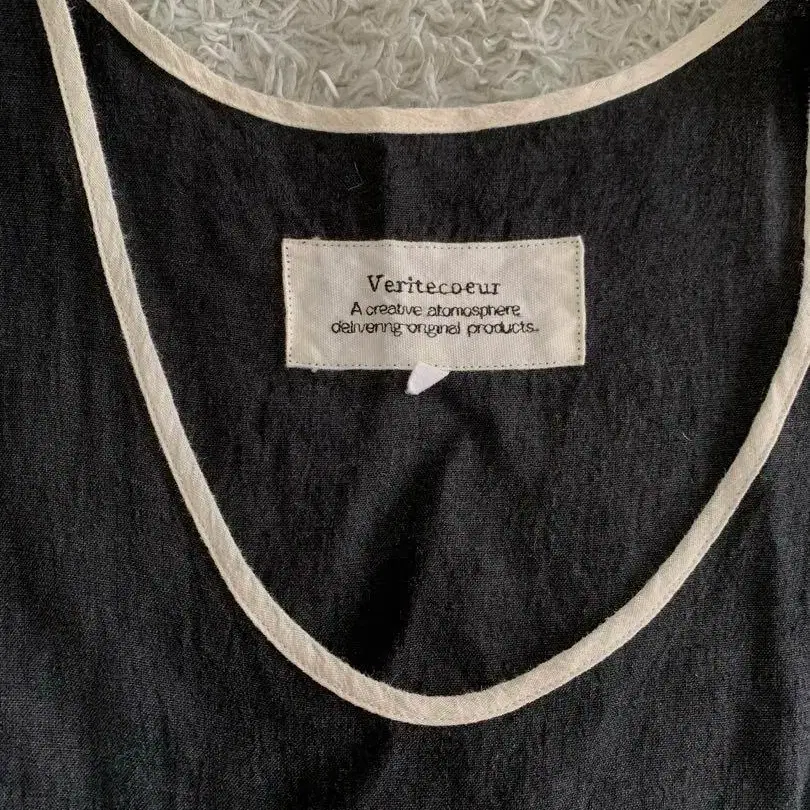 Veritecoeur
A creative atomosphere
delivering original products.